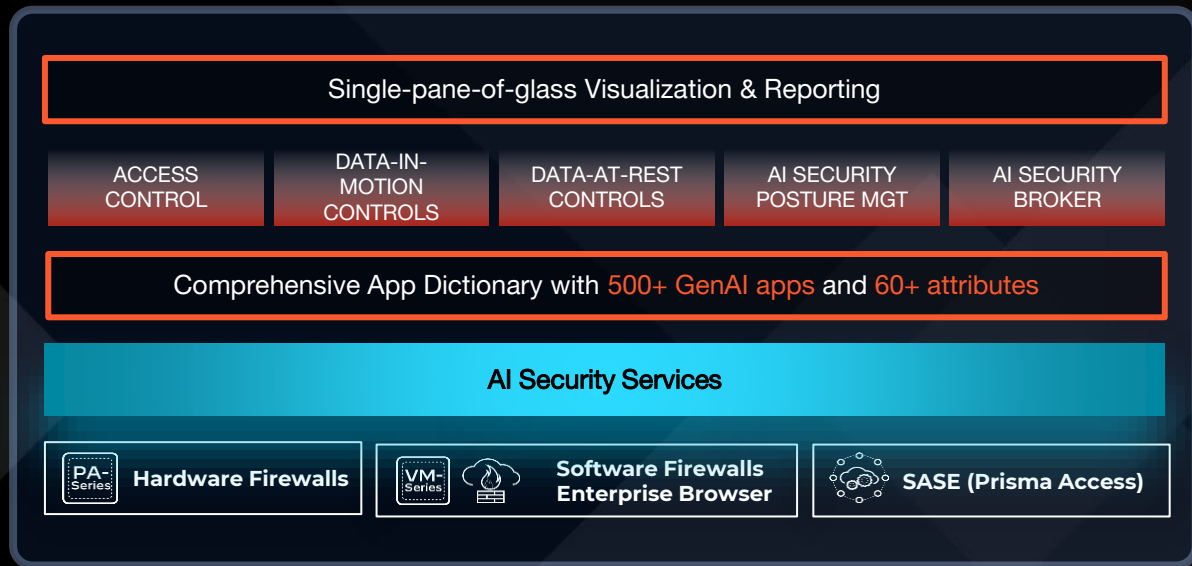 Single-pane-of-glass Visualization & Reporting
ACCESS
CONTROL
DATA-IN-
MOTION
CONTROLS
DATA-AT-REST
CONTROLS
AI SECURITY
POSTURE MGT
AI SECURITY
BROKER
Comprehensive App Dictionary with 500+ GenAI apps and 60+ attributes
AI Security Services
PA-
Series
Hardware Firewalls
VM-
Series
Software Firewalls
Enterprise Browser
SASE (Prisma Access)